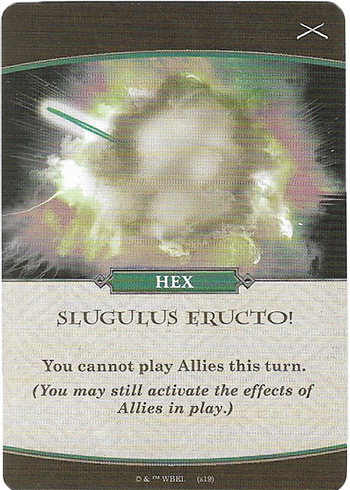 HEX
SLUGULUS ERUCTO!
You cannot play Allies this turn.
(You may still activate the effects of
Allies in play.)
© & ™ WBEI. (s19)